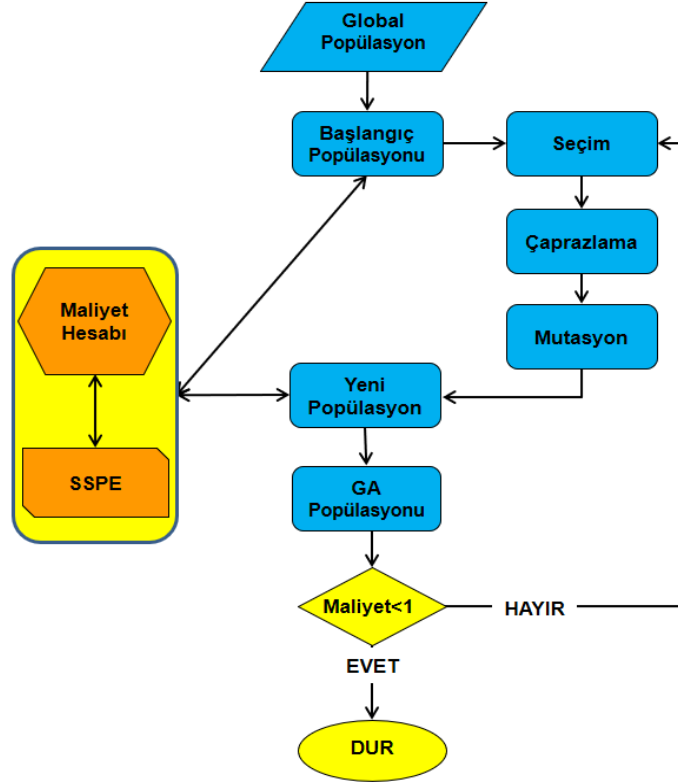 Global
Popülasyon
Başlangıç
Popülasyonu
Seçim
Çaprazlama
Maliyet
Hesabı
Mutasyon
Yeni
Popülasyon
SSPE
GA
Popülasyonu
Maliyet<1
HAYIR
EVET
DUR